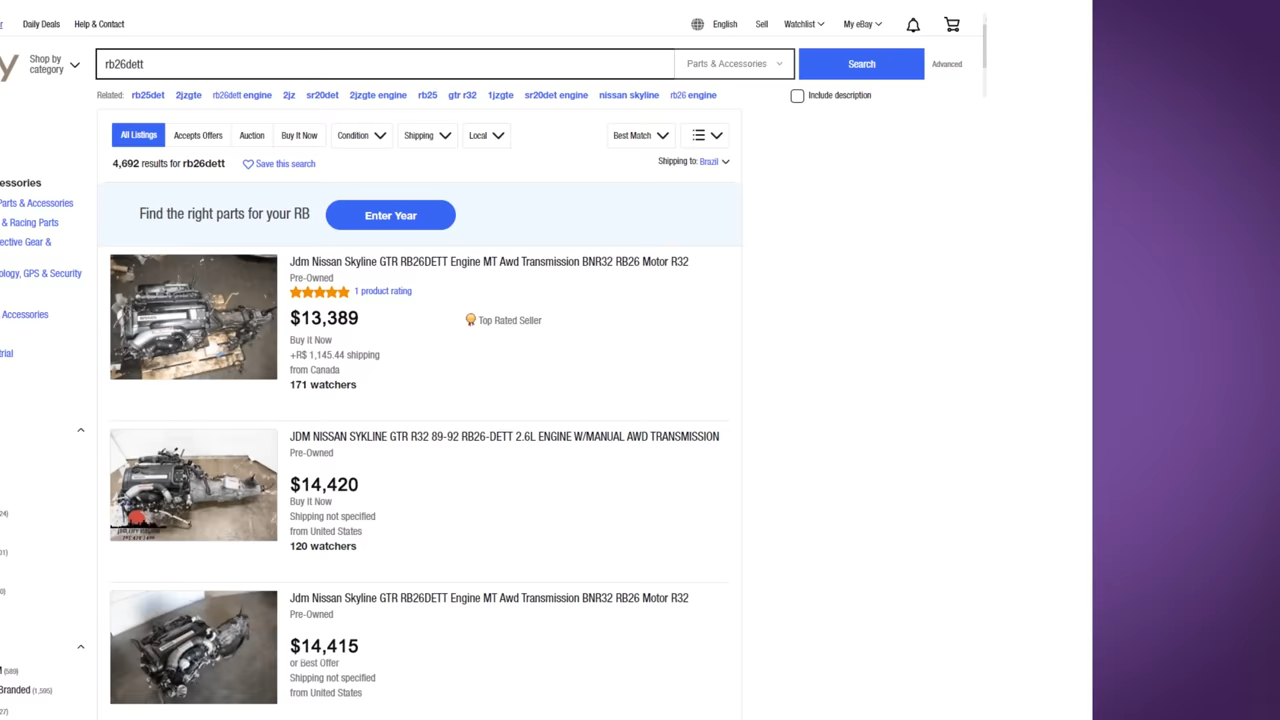 Daily Deals Help & Contact
English Sell Watchlist My eBay
Shop by category
rb26dett
Parts & Accessories
Search
Advanced
Related: rb25det 2jzgte rb26dett engine 2jz sr20det 2jzgte engine rb25 gtr r32 1jzgte sr20det engine nissan skyline rb26 engine
Include description
All Listings Accepts Offers Auction Buy It Now Condition Shipping Local Best Match
4,692 results for rb26dett Save this search
Shipping to: Brazil
essories
Parts & Accessories
& Racing Parts
ective Gear &
ology, GPS & Security
Accessories
trial
24)
01)
0)
(589)
Branded (1,595)
27)
Find the right parts for your RB Enter Year
Jdm Nissan Skyline GTR RB26DETT Engine MT Awd Transmission BNR32 RB26 Motor R32
Pre-Owned
1 product rating
$13,389
Top Rated Seller
Buy It Now
+R$ 1,145.44 shipping
from Canada
171 watchers
JDM NISSAN SYKLINE GTR R32 89-92 RB26-DETT 2.6L ENGINE W/MANUAL AWD TRANSMISSION
Pre-Owned
$14,420
Buy It Now
Shipping not specified
from United States
120 watchers
Jdm Nissan Skyline GTR RB26DETT Engine MT Awd Transmission BNR32 RB26 Motor R32
Pre-Owned
$14,415
or Best Offer
Shipping not specified
from United States